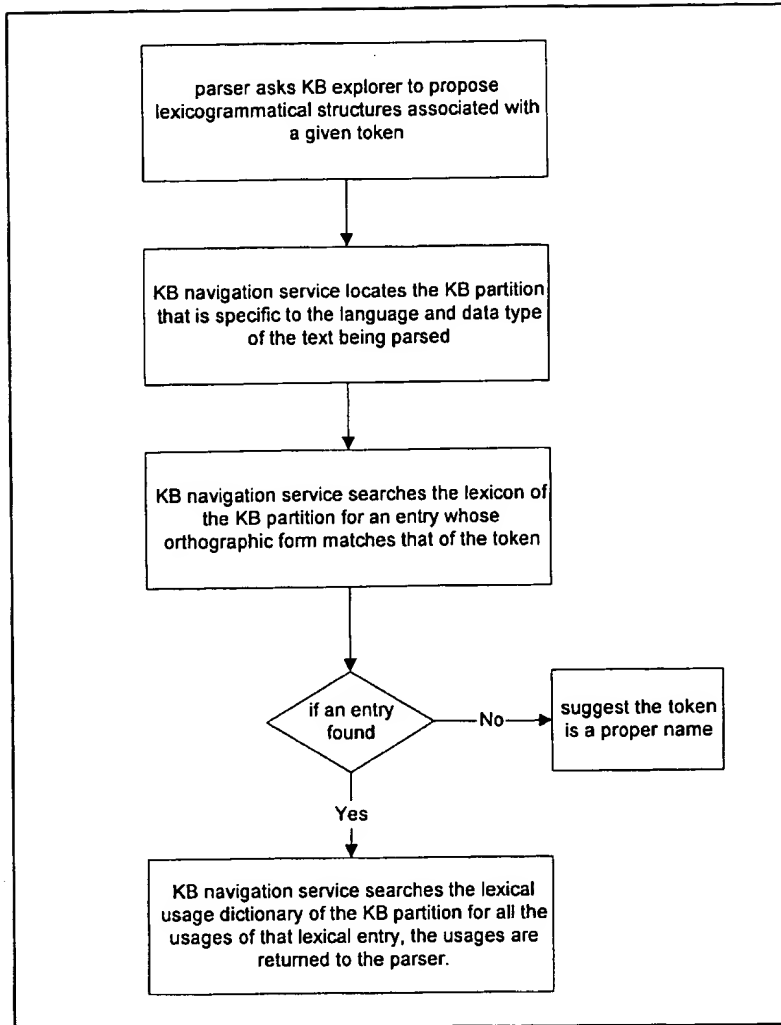 parser asks KB explorer to propose
lexicogrammatical structures associated with
a given token
KB navigation service locates the KB partition
that is specific to the language and data type
of the text being parsed
KB navigation service searches the lexicon of
the KB partition for an entry whose
orthographic form matches that of the token
if an entry
found
No
suggest the token
is a proper name
Yes
KB navigation service searches the lexical
usage dictionary of the KB partition for all the
usages of that lexical entry, the usages are
returned to the parser.